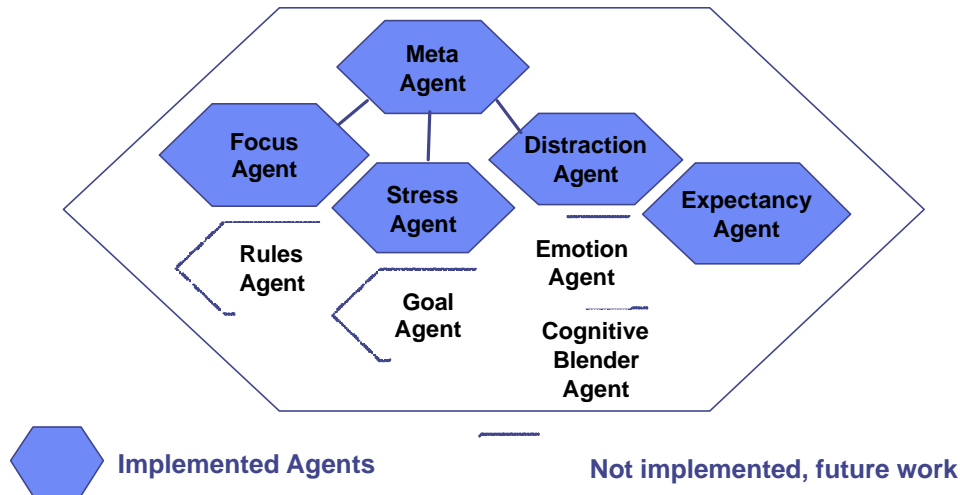 Meta
Agent
Focus
Agent
Distraction
Agent
Stress
Agent
Expectancy
Agent
Rules
Agent
Emotion
Agent
Goal
Agent
Cognitive
Blender
Agent
Implemented Agents
Not implemented, future work